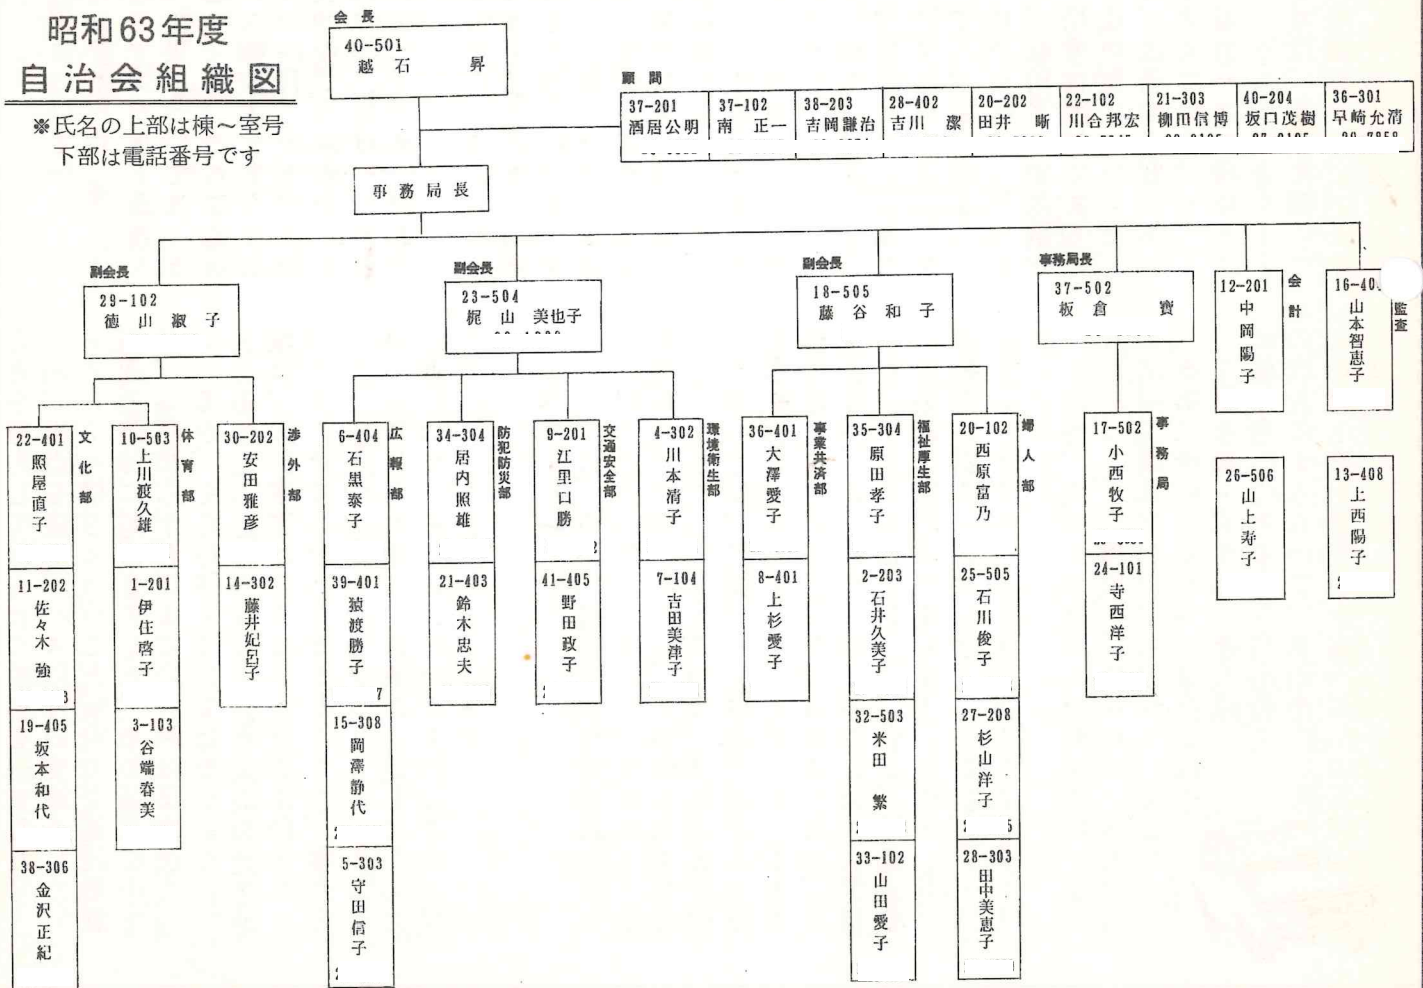 昭和63年度
自治会組織図
※氏名の上部は棟～室号
下部は電話番号です
会長
40-501
越石 昇
顧問
37-201
酒居公明
37-102
南 正一
38-203
吉岡謙治
28-402
吉川 潔
20-202
田井 晰
22-102
川合邦宏
21-303
柳田信博
40-204
坂口茂樹
36-301
早崎允清
事務局長
副会長
29-102
徳山淑子
副会長
23-504
梶山美也子
副会長
18-505
藤谷和子
事務局長
37-502
板倉 寶
12-201
中岡陽子
会計
16-40
山本智恵子
監査
22-401
照屋直子
文化部
10-503
上川渡久雄
体育部
30-202
安田雅彦
渉外部
6-404
石黒泰子
広報部
34-304
居内照雄
防犯防災部
9-201
江里口勝
交通安全部
4-302
川本清子
環境衛生部
36-401
大澤愛子
事業共済部
35-304
原田孝子
福祉厚生部
20-102
西原富乃
婦人部
17-502
小西牧子
事務局
26-506
山上寿子
13-408
上西陽子
11-202
佐々木強
1-201
伊住啓子
14-302
藤井妃呂子
39-401
猿渡勝子
7
21-403
鈴木忠夫
41-405
野田政子
7-104
吉田美津子
8-401
上杉愛子
2-203
石井久美子
25-505
石川俊子
24-101
寺西洋子
19-405
坂本和代
3-103
谷端春美
15-308
岡澤静代
32-503
米田 繁
27-208
杉山洋子
5
38-306
金沢正紀
5-303
守田信子
33-102
山田愛子
28-303
田中美恵子